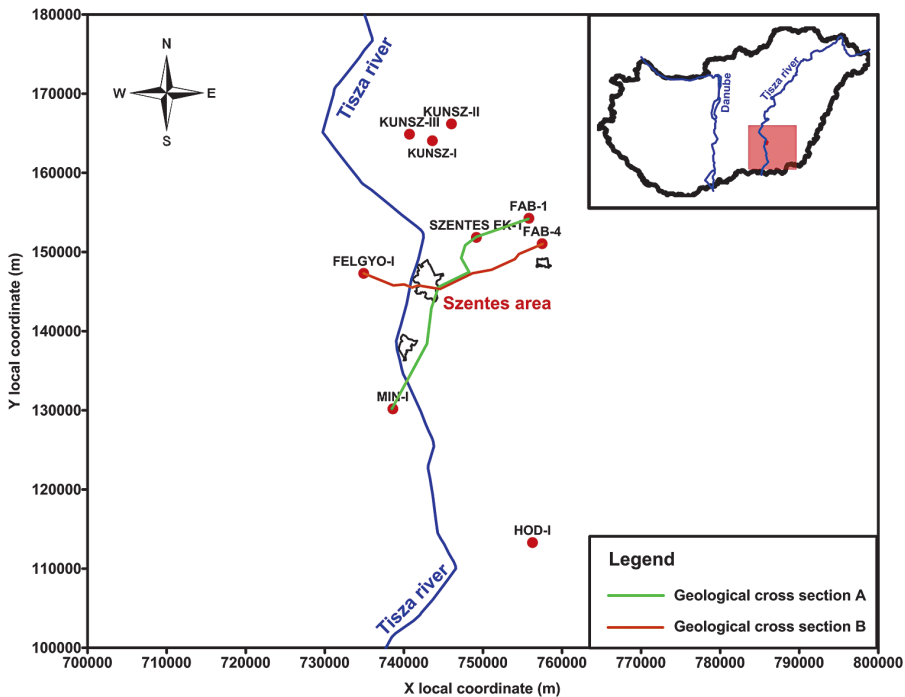 180000
170000
160000
150000
140000
130000
120000
110000
100000
Y local coordinate (m)
N
W
E
S
Tisza river
KUNSZ-II
KUNSZ-III
KUNSZ-I
FAB-1
SZENTES EK-1
FAB-4
FELGYO-I
Szentes area
MIN-I
HOD-I
Tisza river
Danube
Tisza river
Legend
Geological cross section A
Geological cross section B
700000 710000 720000 730000 740000 750000 760000 770000 780000 790000 800000
X local coordinate (m)